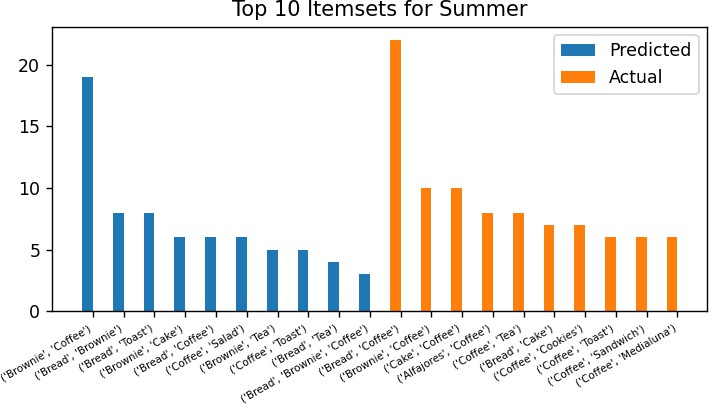 Top 10 Itemsets for Summer
Predicted
Actual
20
15
10
5
0
('Brownie', 'Coffee')
('Bread', 'Brownie')
('Bread', 'Toast')
('Brownie', 'Cake')
('Bread', 'Coffee')
('Coffee', 'Salad')
('Brownie', 'Tea')
('Coffee', 'Toast')
('Bread', 'Tea')
('Bread', 'Brownie', 'Coffee')
('Bread', 'Coffee')
('Brownie', 'Coffee')
('Cake', 'Coffee')
('Alfajores', 'Coffee')
('Coffee', 'Tea')
('Bread', 'Cake')
('Coffee', 'Cookies')
('Coffee', 'Toast')
('Coffee', 'Sandwich')
('Coffee', 'Medialuna')